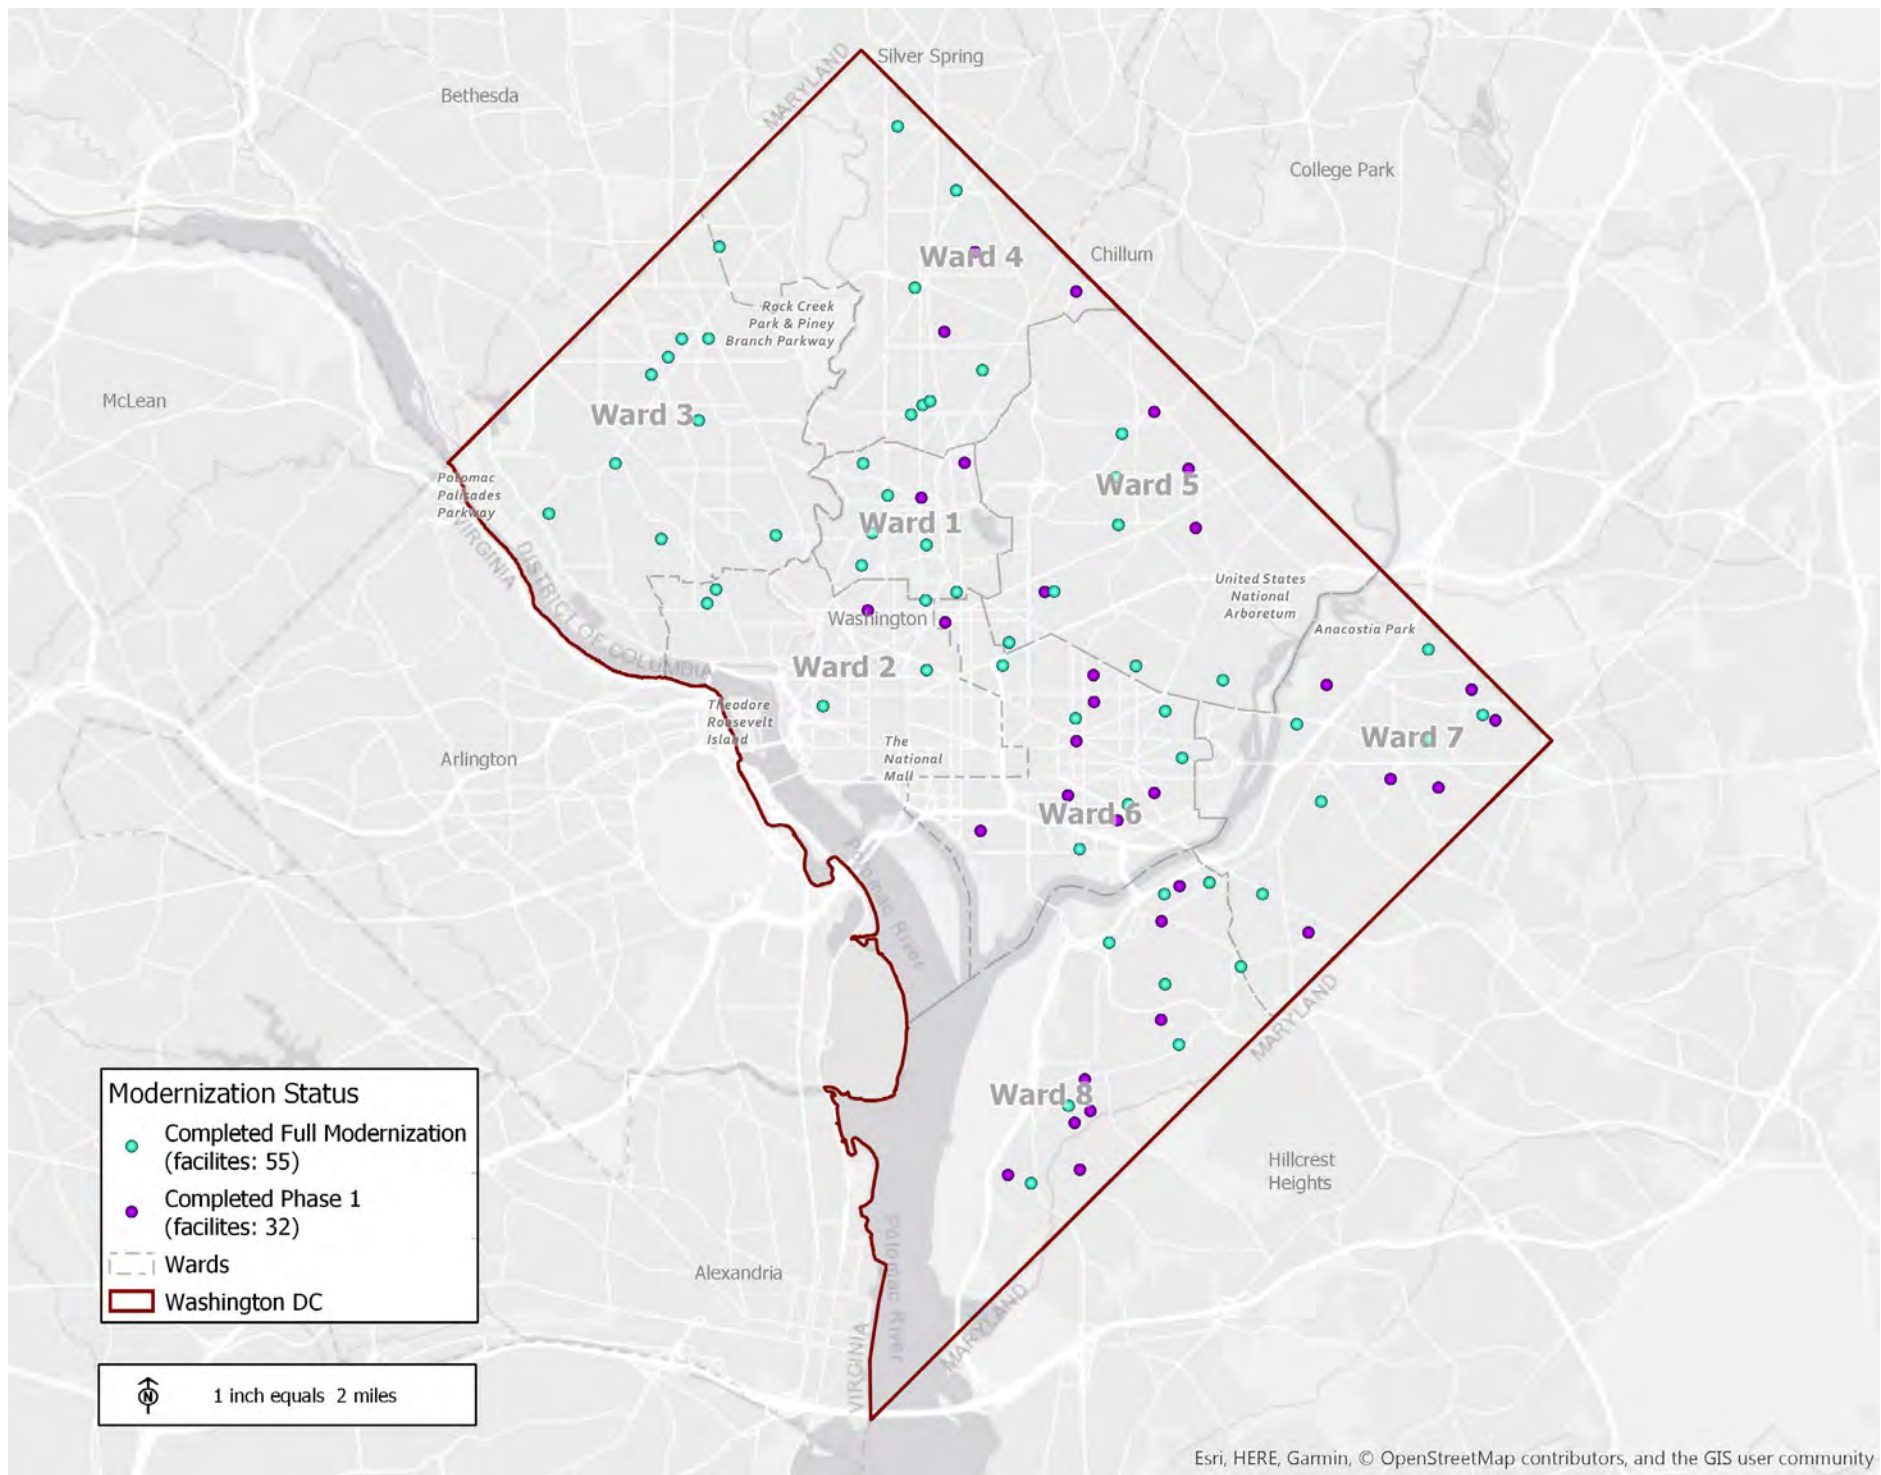 MARYLAND
Silver Spring
Bethesda
College Park
Ward 4
Chillum
Rock Creek
Park & Piney
Branch Parkway
McLean
Ward 3
Potomac
Palisades
Parkway
VIRGINIA
DISTRICT OF COLUMBIA
Ward 5
Ward 1
United States
National
Arboretum
Anacostia Park
Washington
Ward 2
Theodore
Roosevelt
Island
The
National
Mall
Ward 7
Arlington
Ward 6
Potomac River
MARYLAND
Ward 8
Hillcrest
Heights
Modernization Status
Completed Full Modernization
(facilites: 55)
Completed Phase 1
(facilites: 32)
Wards
Washington DC
Alexandria
Potomac River
VIRGINIA
MARYLAND
N
1 inch equals 2 miles
Esri, HERE, Garmin, © OpenStreetMap contributors, and the GIS user community